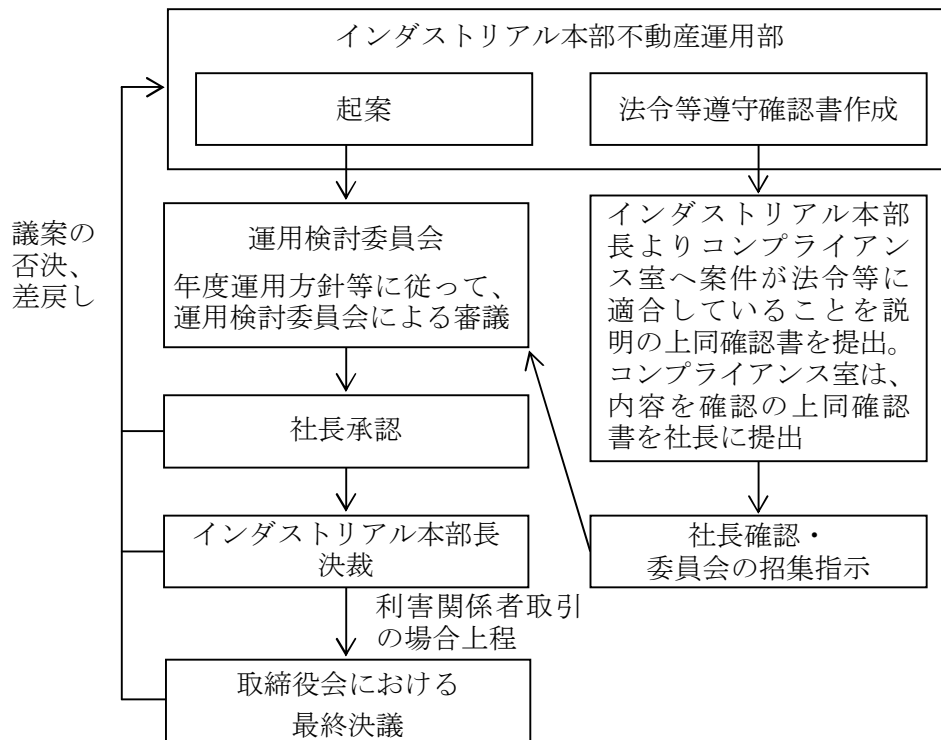 インダストリアル本部不動産運用部
起案
法令等遵守確認書作成
議案の
否決、
差戻し
運用検討委員会
年度運用方針等に従って、
運用検討委員会による審議
インダストリアル本部
長よりコンプライアン
ス室へ案件が法令等に
適合していることを説
明の上同確認書を提出。
コンプライアンス室は、
内容を確認の上同確認
書を社長に提出
社長承認
インダストリアル本部長
決裁
社長確認・
委員会の招集指示
利害関係者取引
の場合上程
取締役会における
最終決議